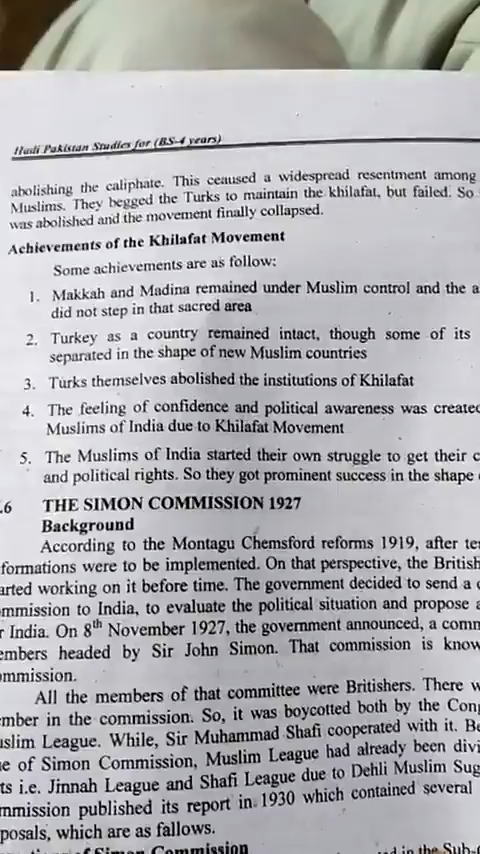 Hadi Pakistan Studies for (BS-4 years)
abolishing the caliphate. This ceaused a widespread resentment among
Muslims. They begged the Turks to maintain the khilafat, but failed. So
was abolished and the movement finally collapsed.
Achievements of the Khilafat Movement
Some achievements are as follow:
1. Makkah and Madina remained under Muslim control and the a
did not step in that sacred area
2. Turkey as a country remained intact, though some of its
separated in the shape of new Muslim countries
3. Turks themselves abolished the institutions of Khilafat
4. The feeling of confidence and political awareness was create
Muslims of India due to Khilafat Movement
5. The Muslims of India started their own struggle to get their c
and political rights. So they got prominent success in the shape
.6 THE SIMON COMMISSION 1927
Background
According to the Montagu Chemsford reforms 1919, after te
formations were to be implemented. On that perspective, the British
arted working on it before time. The government decided to send a c
mmission to India, to evaluate the political situation and propose a
r India. On 8th November 1927, the government announced, a comm
embers headed by Sir John Simon. That commission is know
mmission.
All the members of that committee were Britishers. There w
ember in the commission. So, it was boycotted both by the Con
uslim League. While, Sir Muhammad Shafi cooperated with it. Be
e of Simon Commission, Muslim League had already been divi
ts i.e. Jinnah League and Shafi League due to Dehli Muslim Sug
mmission published its report in 1930 which contained several
posals, which are as fallows.
of Simon Commission
in the Sub-